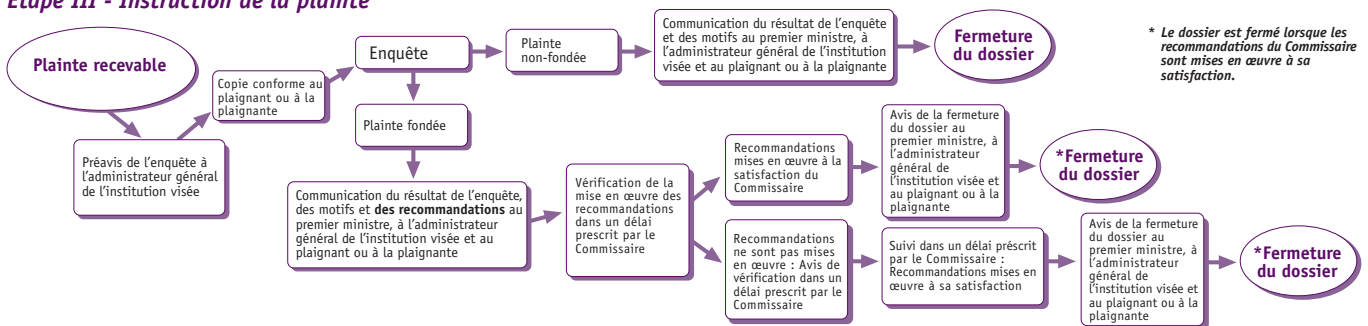 Étape III - Instruction de la plainte
Plainte recevable
Préavis de l'enquête à
l'administrateur général
de l'institution visée
Copie conforme au
plaignant ou à la
plaignante
Enquête
Plainte
non-fondée
Communication du résultat de l'enquête
et des motifs au premier ministre, à
l'administrateur général de l'institution
visée et au plaignant ou à la plaignante
Fermeture
du dossier
* Le dossier est fermé lorsque les
recommandations du Commissaire
sont mises en œuvre à sa
satisfaction.
Plainte fondée
Communication du résultat de l'enquête,
des motifs et des recommandations au
premier ministre, à l'administrateur
général de l'institution visée et au
plaignant ou à la plaignante
Vérification de la
mise en œuvre des
recommandations
dans un délai
prescrit par le
Commissaire
Recommandations
mises en œuvre à la
satisfaction du
Commissaire
Avis de la fermeture
du dossier au
premier ministre, à
l'administrateur
général de
l'institution visée et
au plaignant ou à la
plaignante
*Fermeture
du dossier
Recommandations
ne sont pas mises
en œuvre : Avis de
vérification dans un
délai prescrit par le
Commissaire
Suivi dans un délai préscrit
par le Commissaire :
Recommandations mises en
œuvre à sa satisfaction
Avis de la fermeture
du dossier au
premier ministre, à
l'administrateur
général de
l'institution visée et
au plaignant ou à la
plaignante
*Fermeture
du dossier